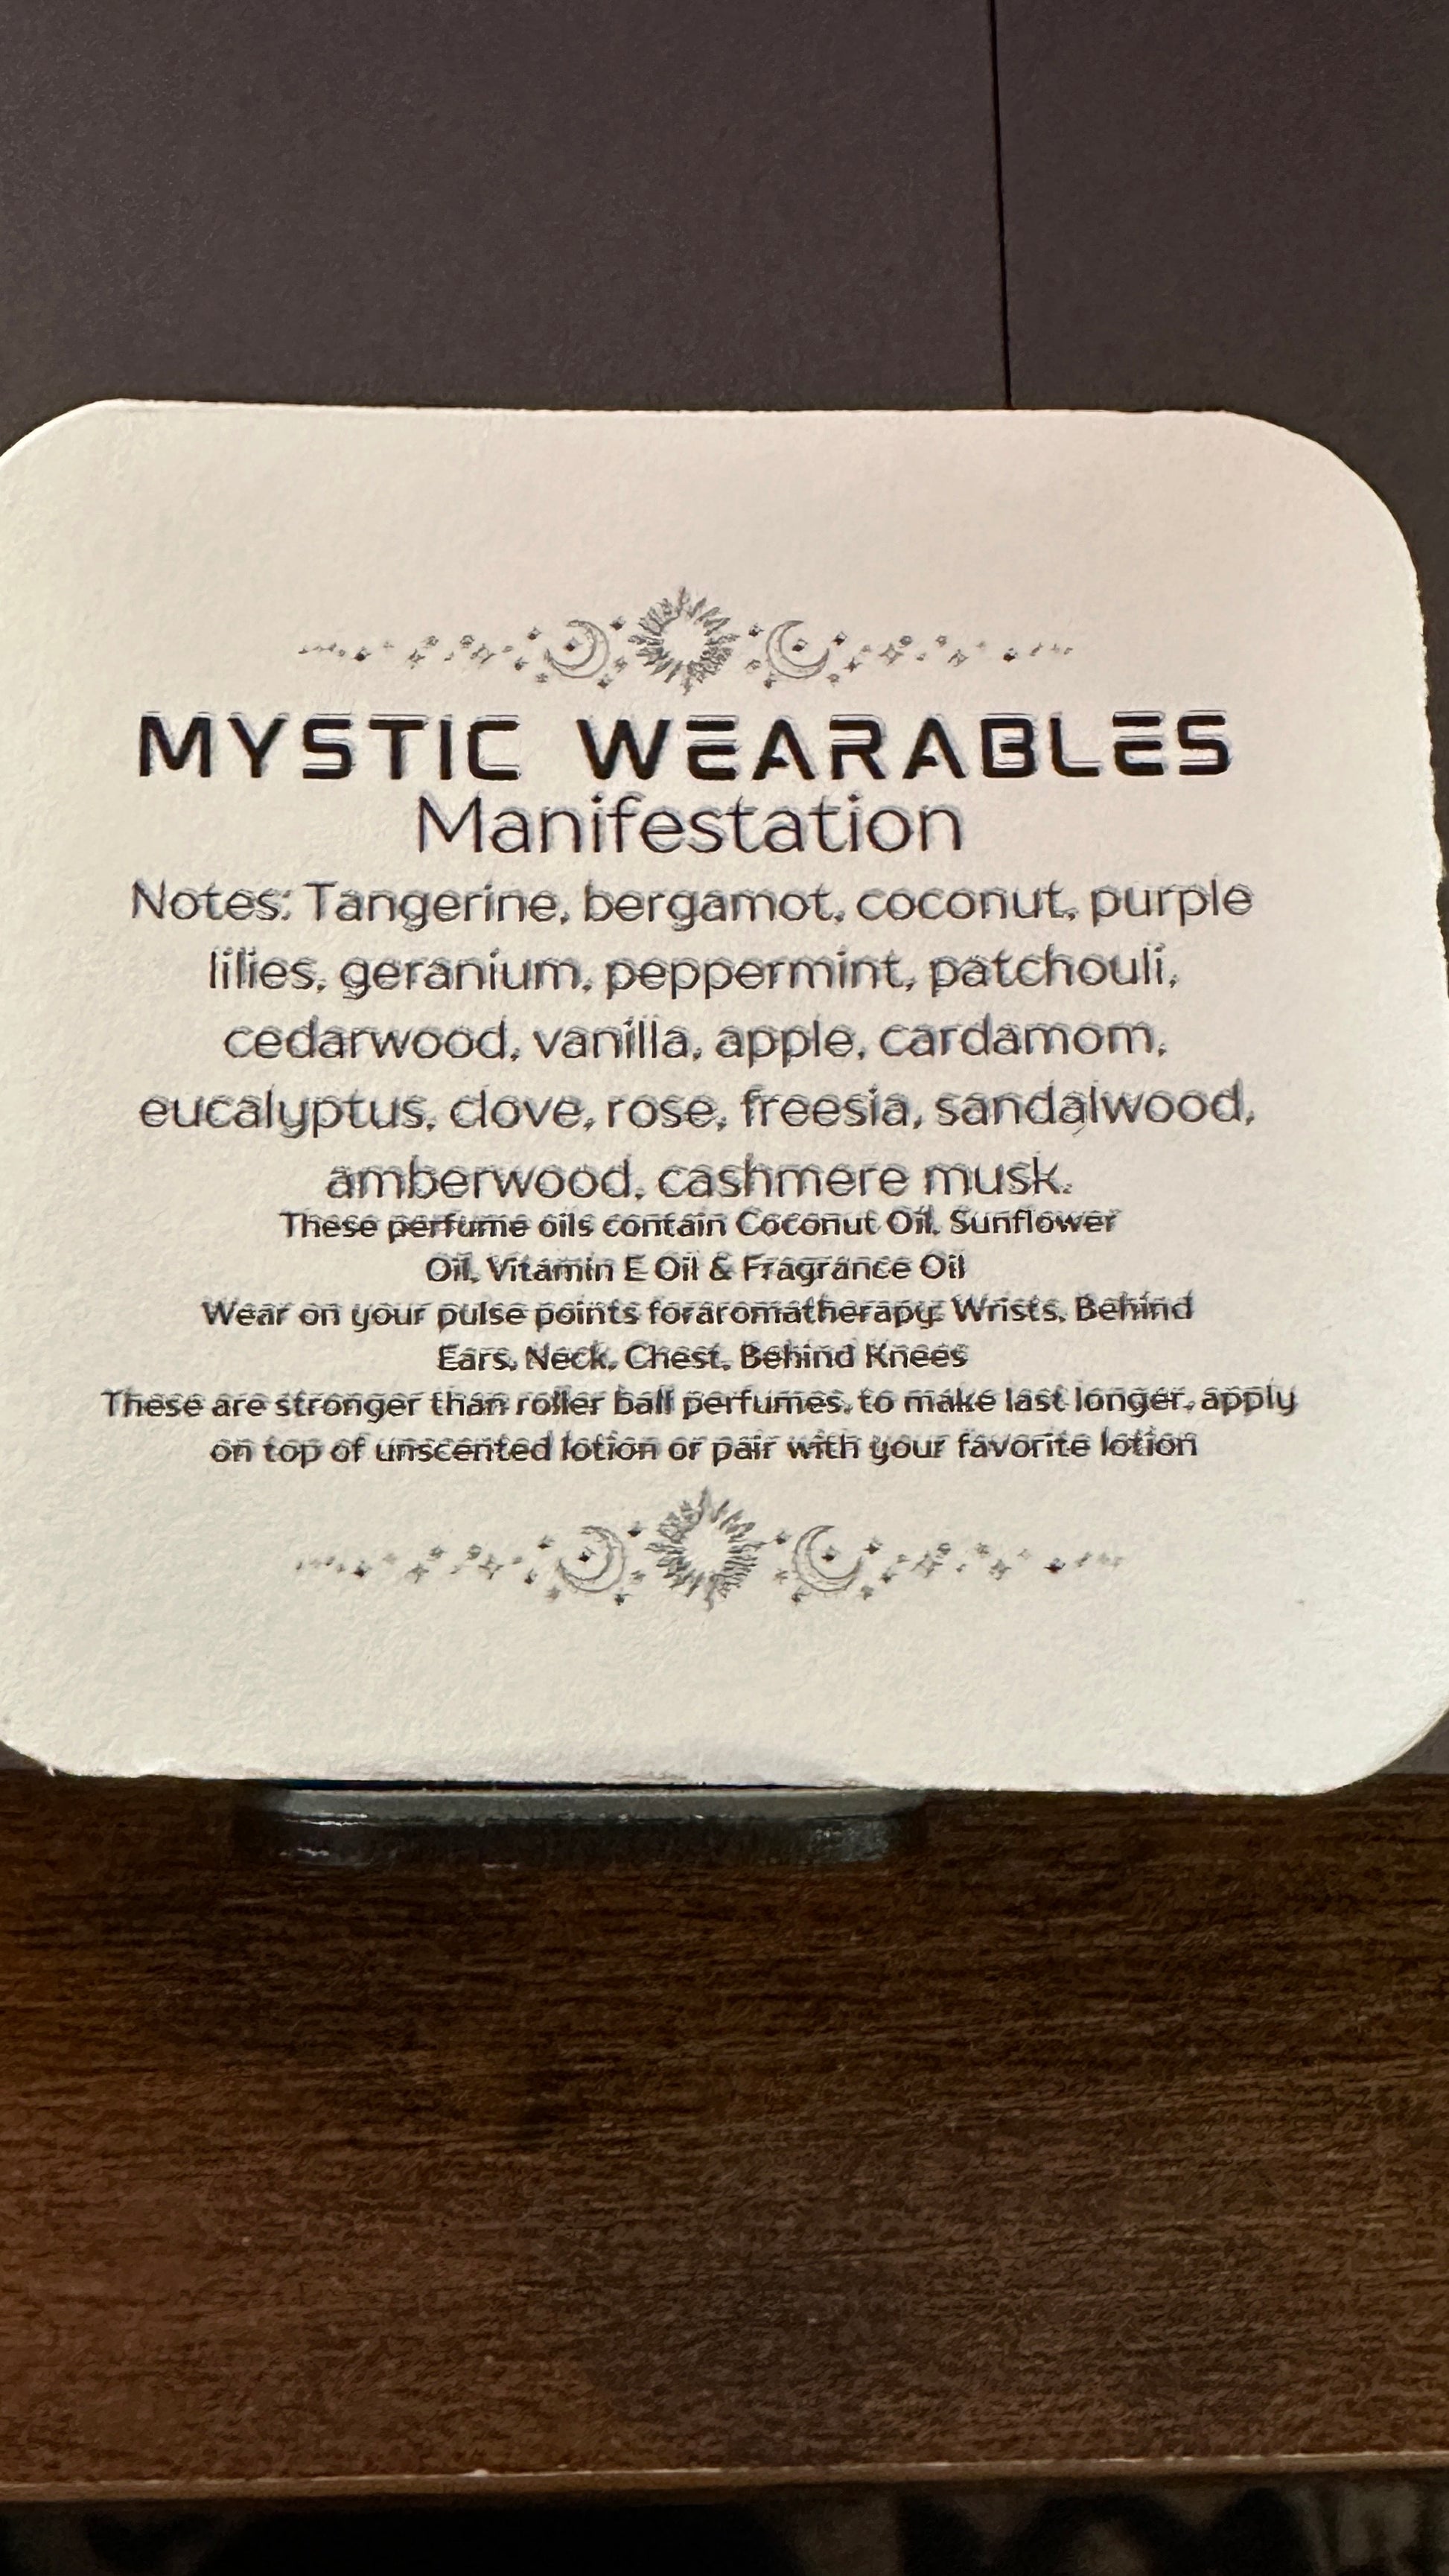 MYSTIC WEARABLES
Manifestation
Notes: Tangerine, bergamot, coconut, purple
lilies, geranium, peppermint, patchouli,
cedarwood, vanilla, apple, cardamom,
eucalyptus, clove, rose, freesia, sandalwood,
amberwood, cashmere musk.
These perfume oils contain Coconut Oil, Sunflower
Oil, Vitamin E Oil & Fragrance Oil
Wear on your pulse points foraromatherapy: Wrists, Behind
Ears, Neck, Chest, Behind Knees
These are stronger than roller ball perfumes, to make last longer, apply
on top of unscented lotion or pair with your favorite lotion